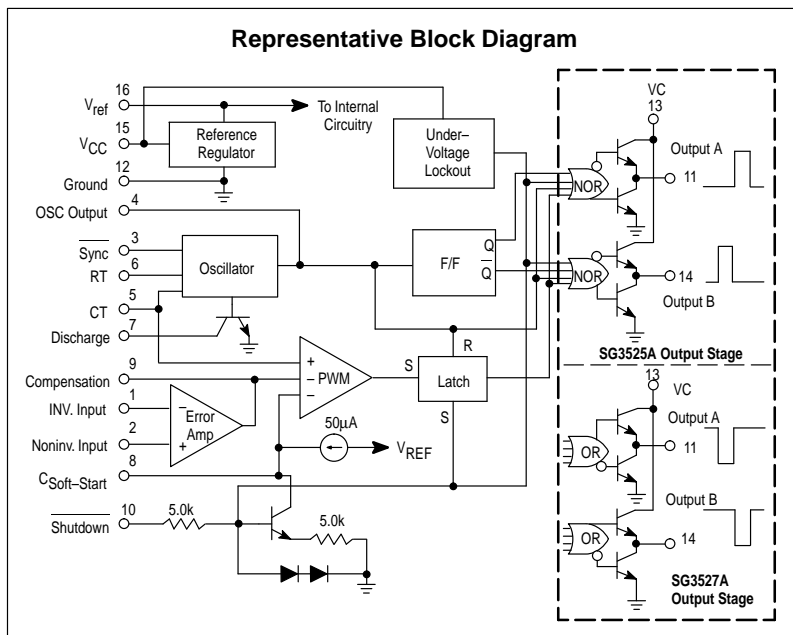 Representative Block Diagram
16
Vref
To Internal
Circuitry
15
VCC
Reference
Regulator
Under–
Voltage
Lockout
12
Ground
4
OSC Output
3
Sync
6
RT
Oscillator
5
CT
7
Discharge
F/F
Q
Q
9
Compensation
1
INV. Input
2
Noninv. Input
Error
Amp
+
–
–
PWM
–
+
S
R
Latch
S
8
CSoft–Start
50µA
VREF
10
Shutdown
5.0k
5.0k
VC
13
Output A
NOR
11
NOR
14
Output B
SG3525A Output Stage
13
VC
Output A
OR
11
Output B
OR
14
SG3527A
Output Stage